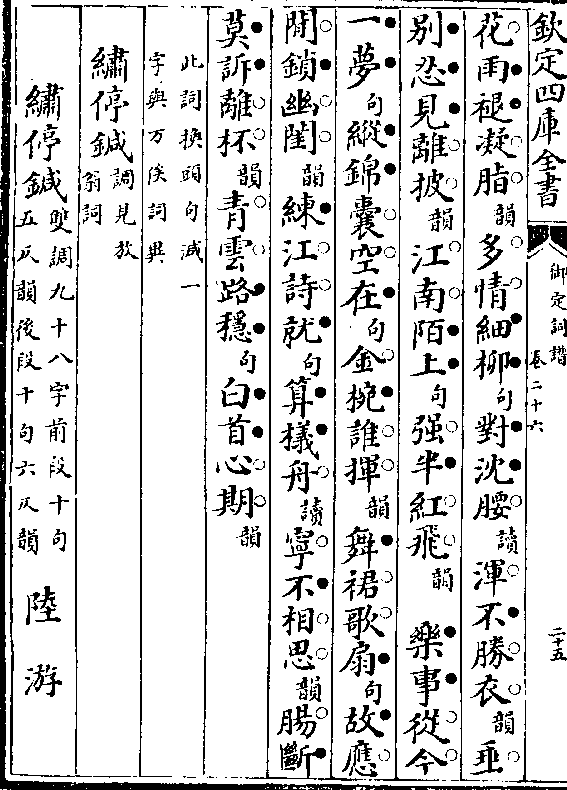 欽定四庫全書
御定詞譜
卷二十六
二十五
花雨褪凝脂韻多情細柳句對沈腰讀渾不勝衣韻垂
别忍見離披韻江南陌上句强半紅飛韻 樂事從今
一夢句縱錦囊空在句金椀誰揮韻舞裙歌扇句故應
閒鎖幽閨韻練江詩就句算檥舟讀寧不相思韻腸斷
莫訴離杯韻青雲路穩句白首心期韻
此詞換頭句減一
字與万俟詞異
繡停鍼調見放
翁詞
繡停鍼雙調九十八字前段十句
五仄韻後段十句六仄韻 陸游